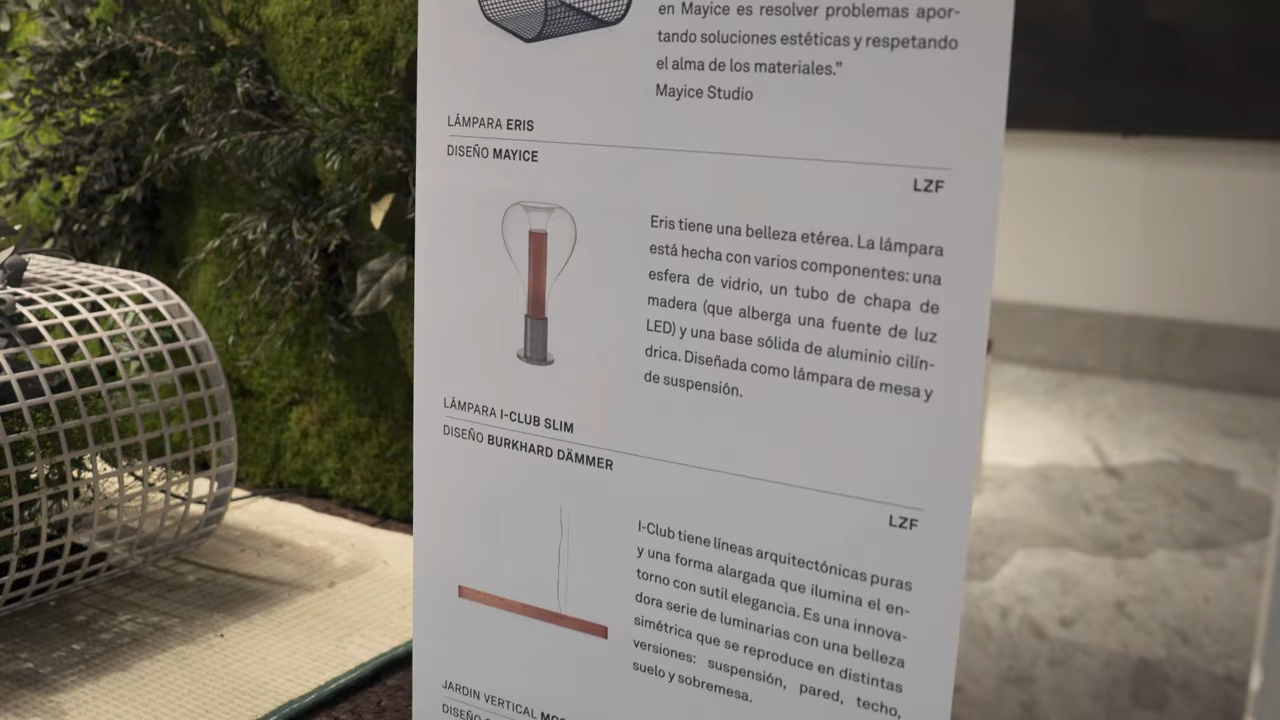 en Mayice es resolver problemas apor-
tando soluciones estéticas y respetando
el alma de los materiales.”
Mayice Studio
LÁMPARA ERIS
DISEÑO MAYICE
LZF
Eris tiene una belleza etérea. La lámpara
está hecha con varios componentes: una
esfera de vidrio, un tubo de chapa de
madera (que alberga una fuente de luz
LED) y una base sólida de aluminio cilín-
drica. Diseñada como lámpara de mesa y
de suspensión.
LÁMPARA I-CLUB SLIM
DISEÑO BURKHARD DÄMMER
LZF
I-Club tiene líneas arquitectónicas puras
y una forma alargada que ilumina el en-
torno con sutil elegancia. Es una innova-
dora serie de luminarias con una belleza
simétrica que se reproduce en distintas
versiones: suspensión, pared, techo,
suelo y sobremesa.
JARDIN VERTICAL
DISEÑO